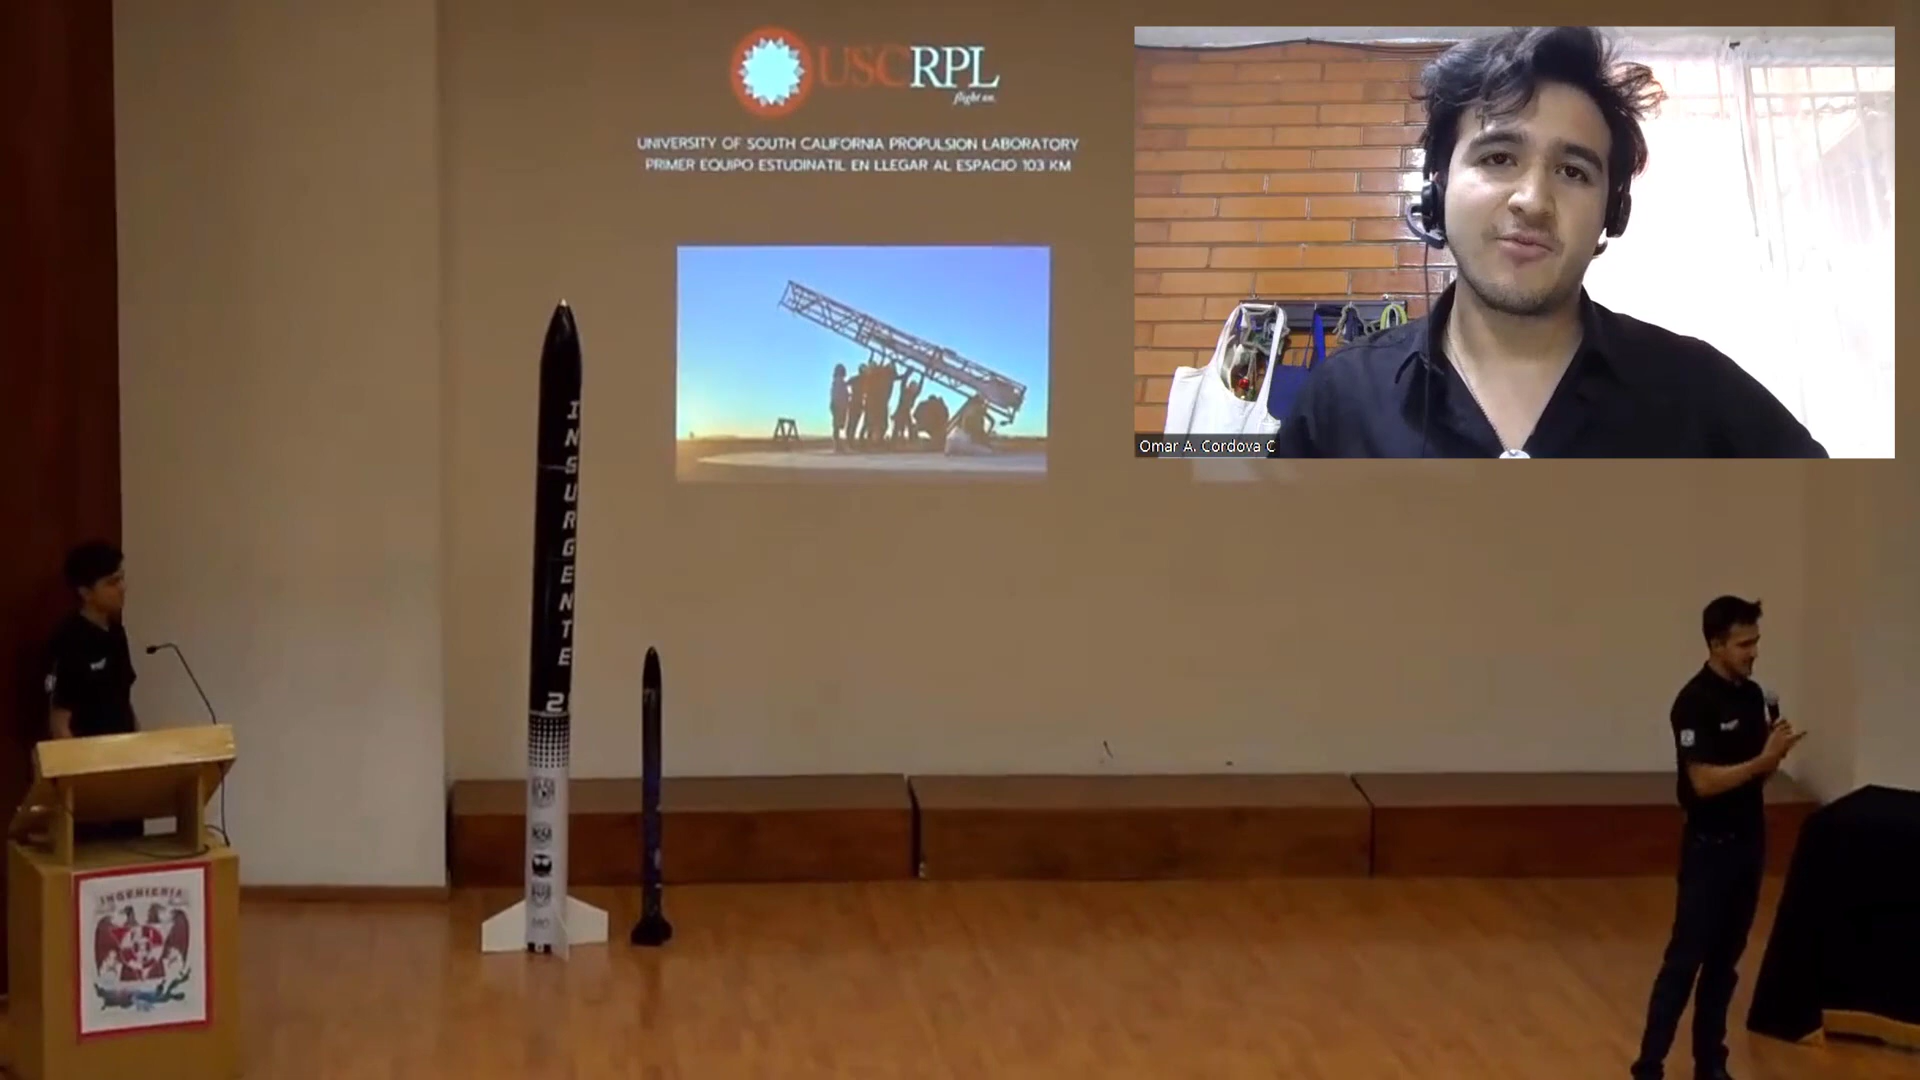 USCRPL
flight on.
UNIVERSITY OF SOUTH CALIFORNIA PROPULSION LABORATORY
PRIMER EQUIPO ESTUDINATIL EN LLEGAR AL ESPACIO 103 KM
Omar A. Cordova C
INSURGENTE
2
INGENIERIA